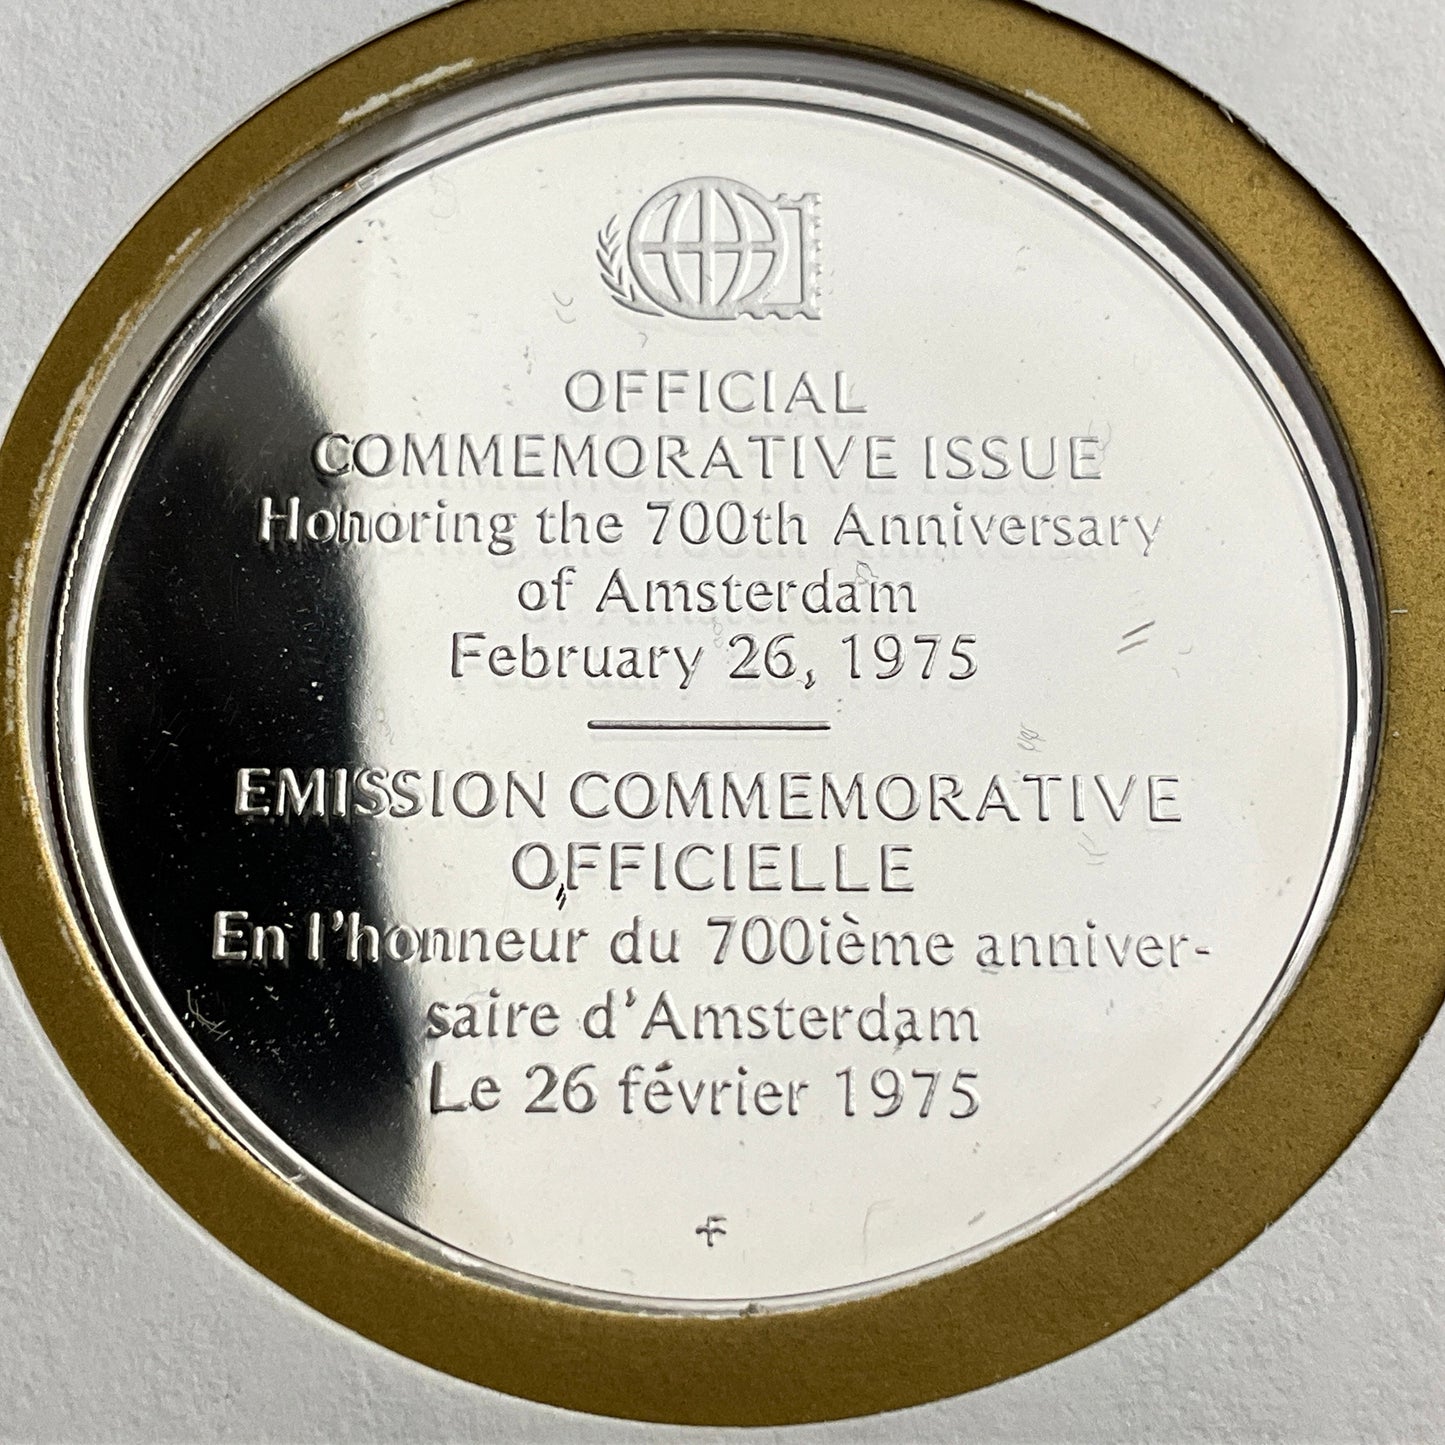 OFFICIAL
COMMEMORATIVE ISSUE
Honoring the 700th Anniversary
of Amsterdam
February 26, 1975
EMISSION COMMEMORATIVE
OFFICIELLE
En l'honneur du 700ième anniver-
saire d'Amsterdam
Le 26 février 1975
F